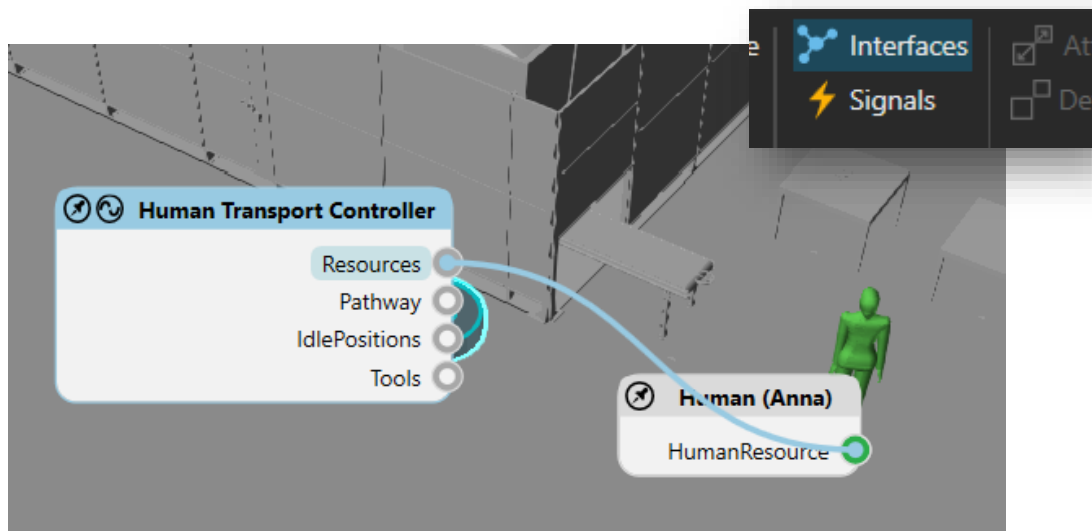 Interfaces
Signals
Human Transport Controller
Resources
Pathway
IdlePositions
Tools
Human (Anna)
HumanResource